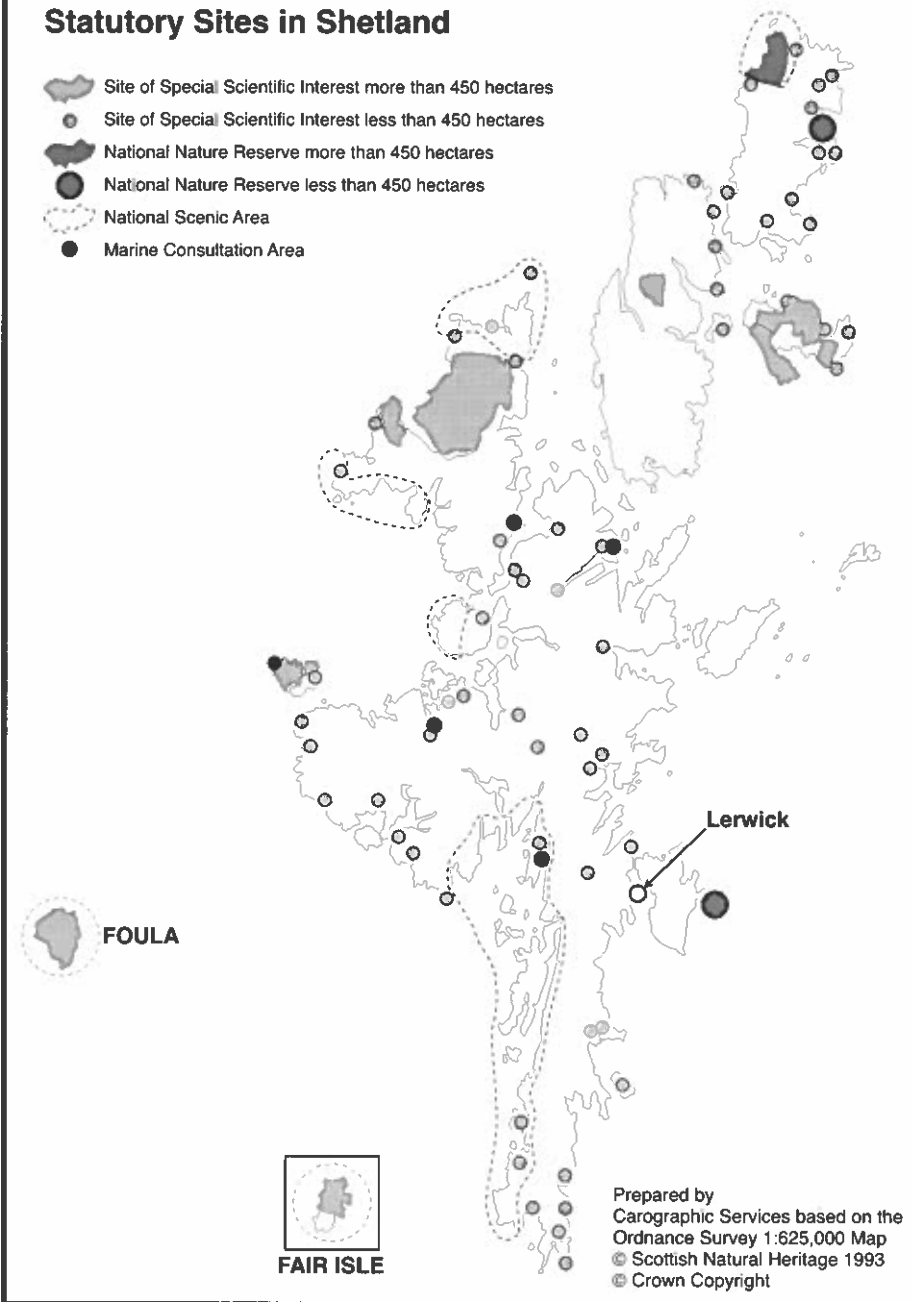 Statutory Sites in Shetland
Site of Special Scientific Interest more than 450 hectares
Site of Special Scientific Interest less than 450 hectares
National Nature Reserve more than 450 hectares
National Nature Reserve less than 450 hectares
National Scenic Area
Marine Consultation Area
Lerwick
FOULA
FAIR ISLE
Prepared by
Carographic Services based on the
Ordnance Survey 1:625,000 Map
© Scottish Natural Heritage 1993
© Crown Copyright